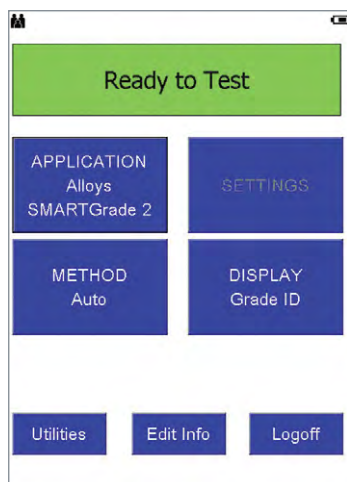 Ready to Test
APPLICATION
Alloys
SMARTGrade 2
SETTINGS
METHOD
Auto
DISPLAY
Grade ID
Utilities
Edit Info
Logoff